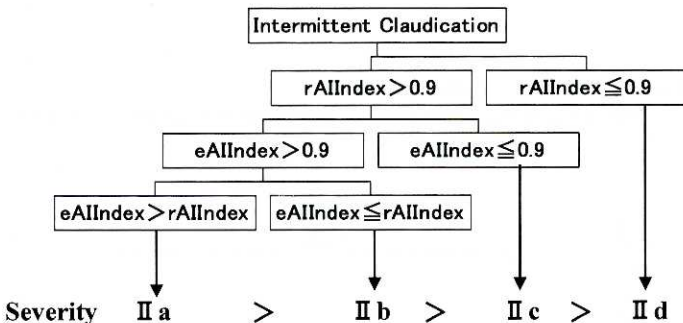 Intermittent Claudication
rAIIndex>0.9 rAIIndex≦0.9
eAIIndex>0.9 eAIIndex≦0.9
eAIIndex>rAIIndex eAIIndex≦rAIIndex
Severity Ⅱa > Ⅱb > Ⅱc > Ⅱd